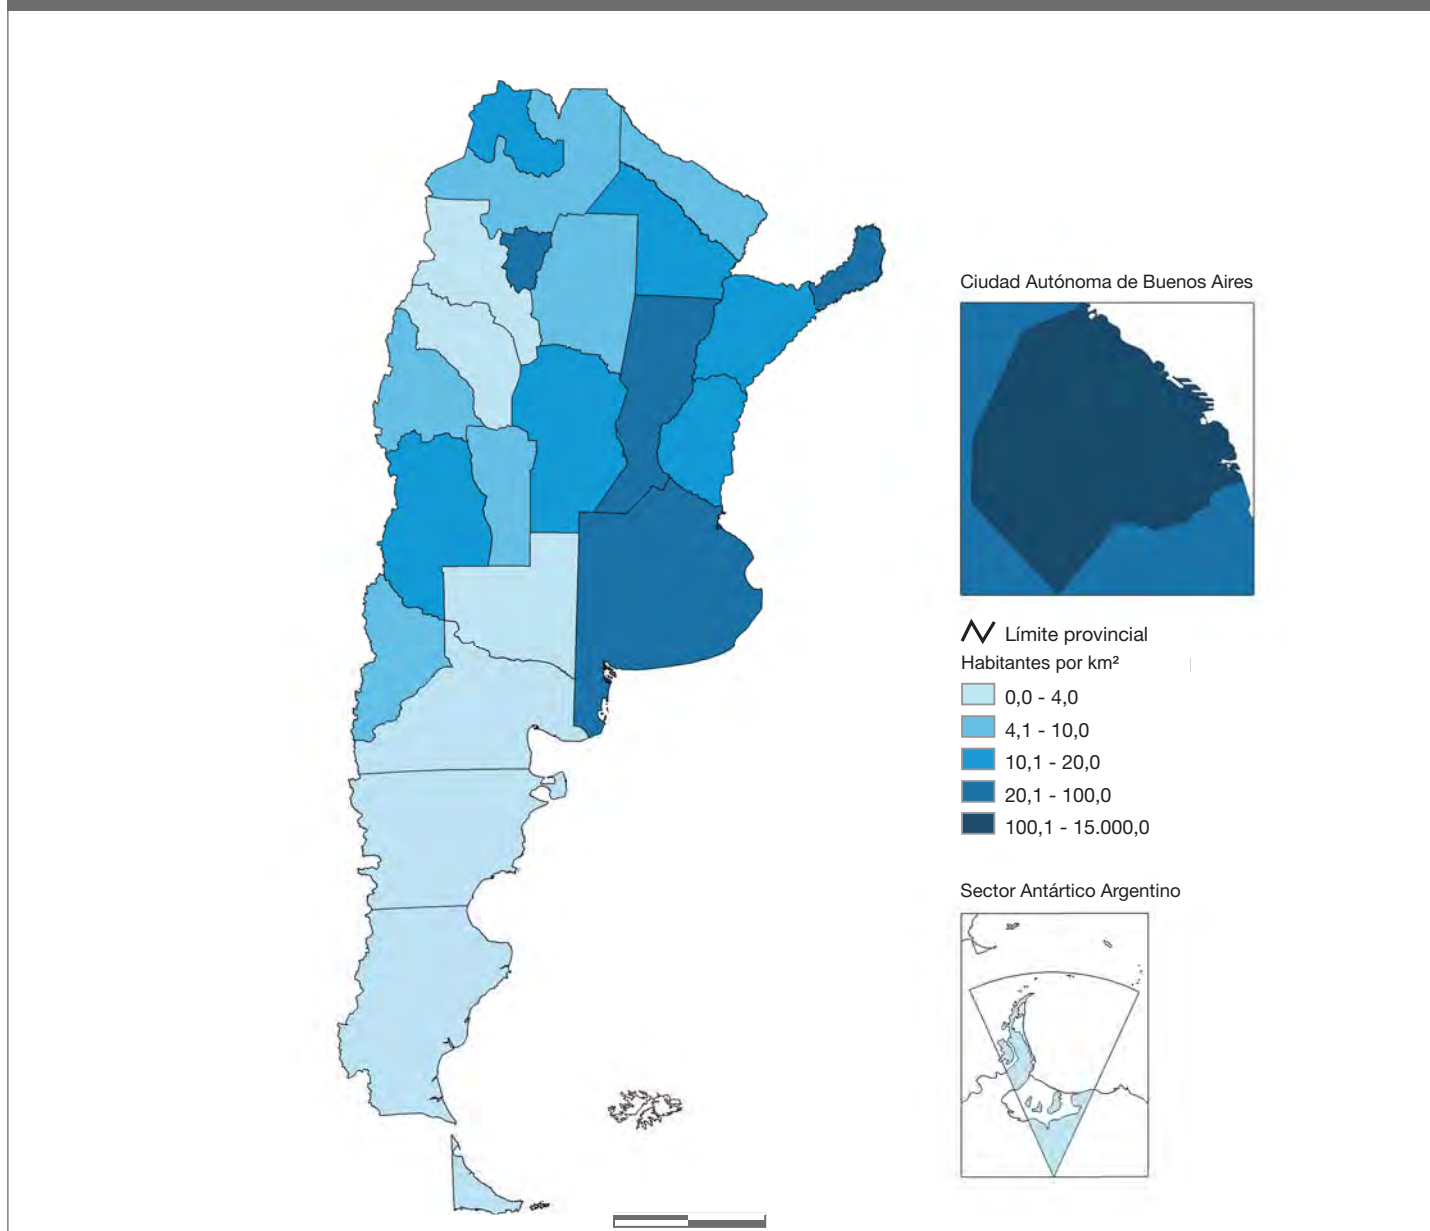 Ciudad Autónoma de Buenos Aires
Límite provincial
Habitantes por km²
0,0 - 4,0
4,1 - 10,0
10,1 - 20,0
20,1 - 100,0
100,1 - 15.000,0
Sector Antártico Argentino